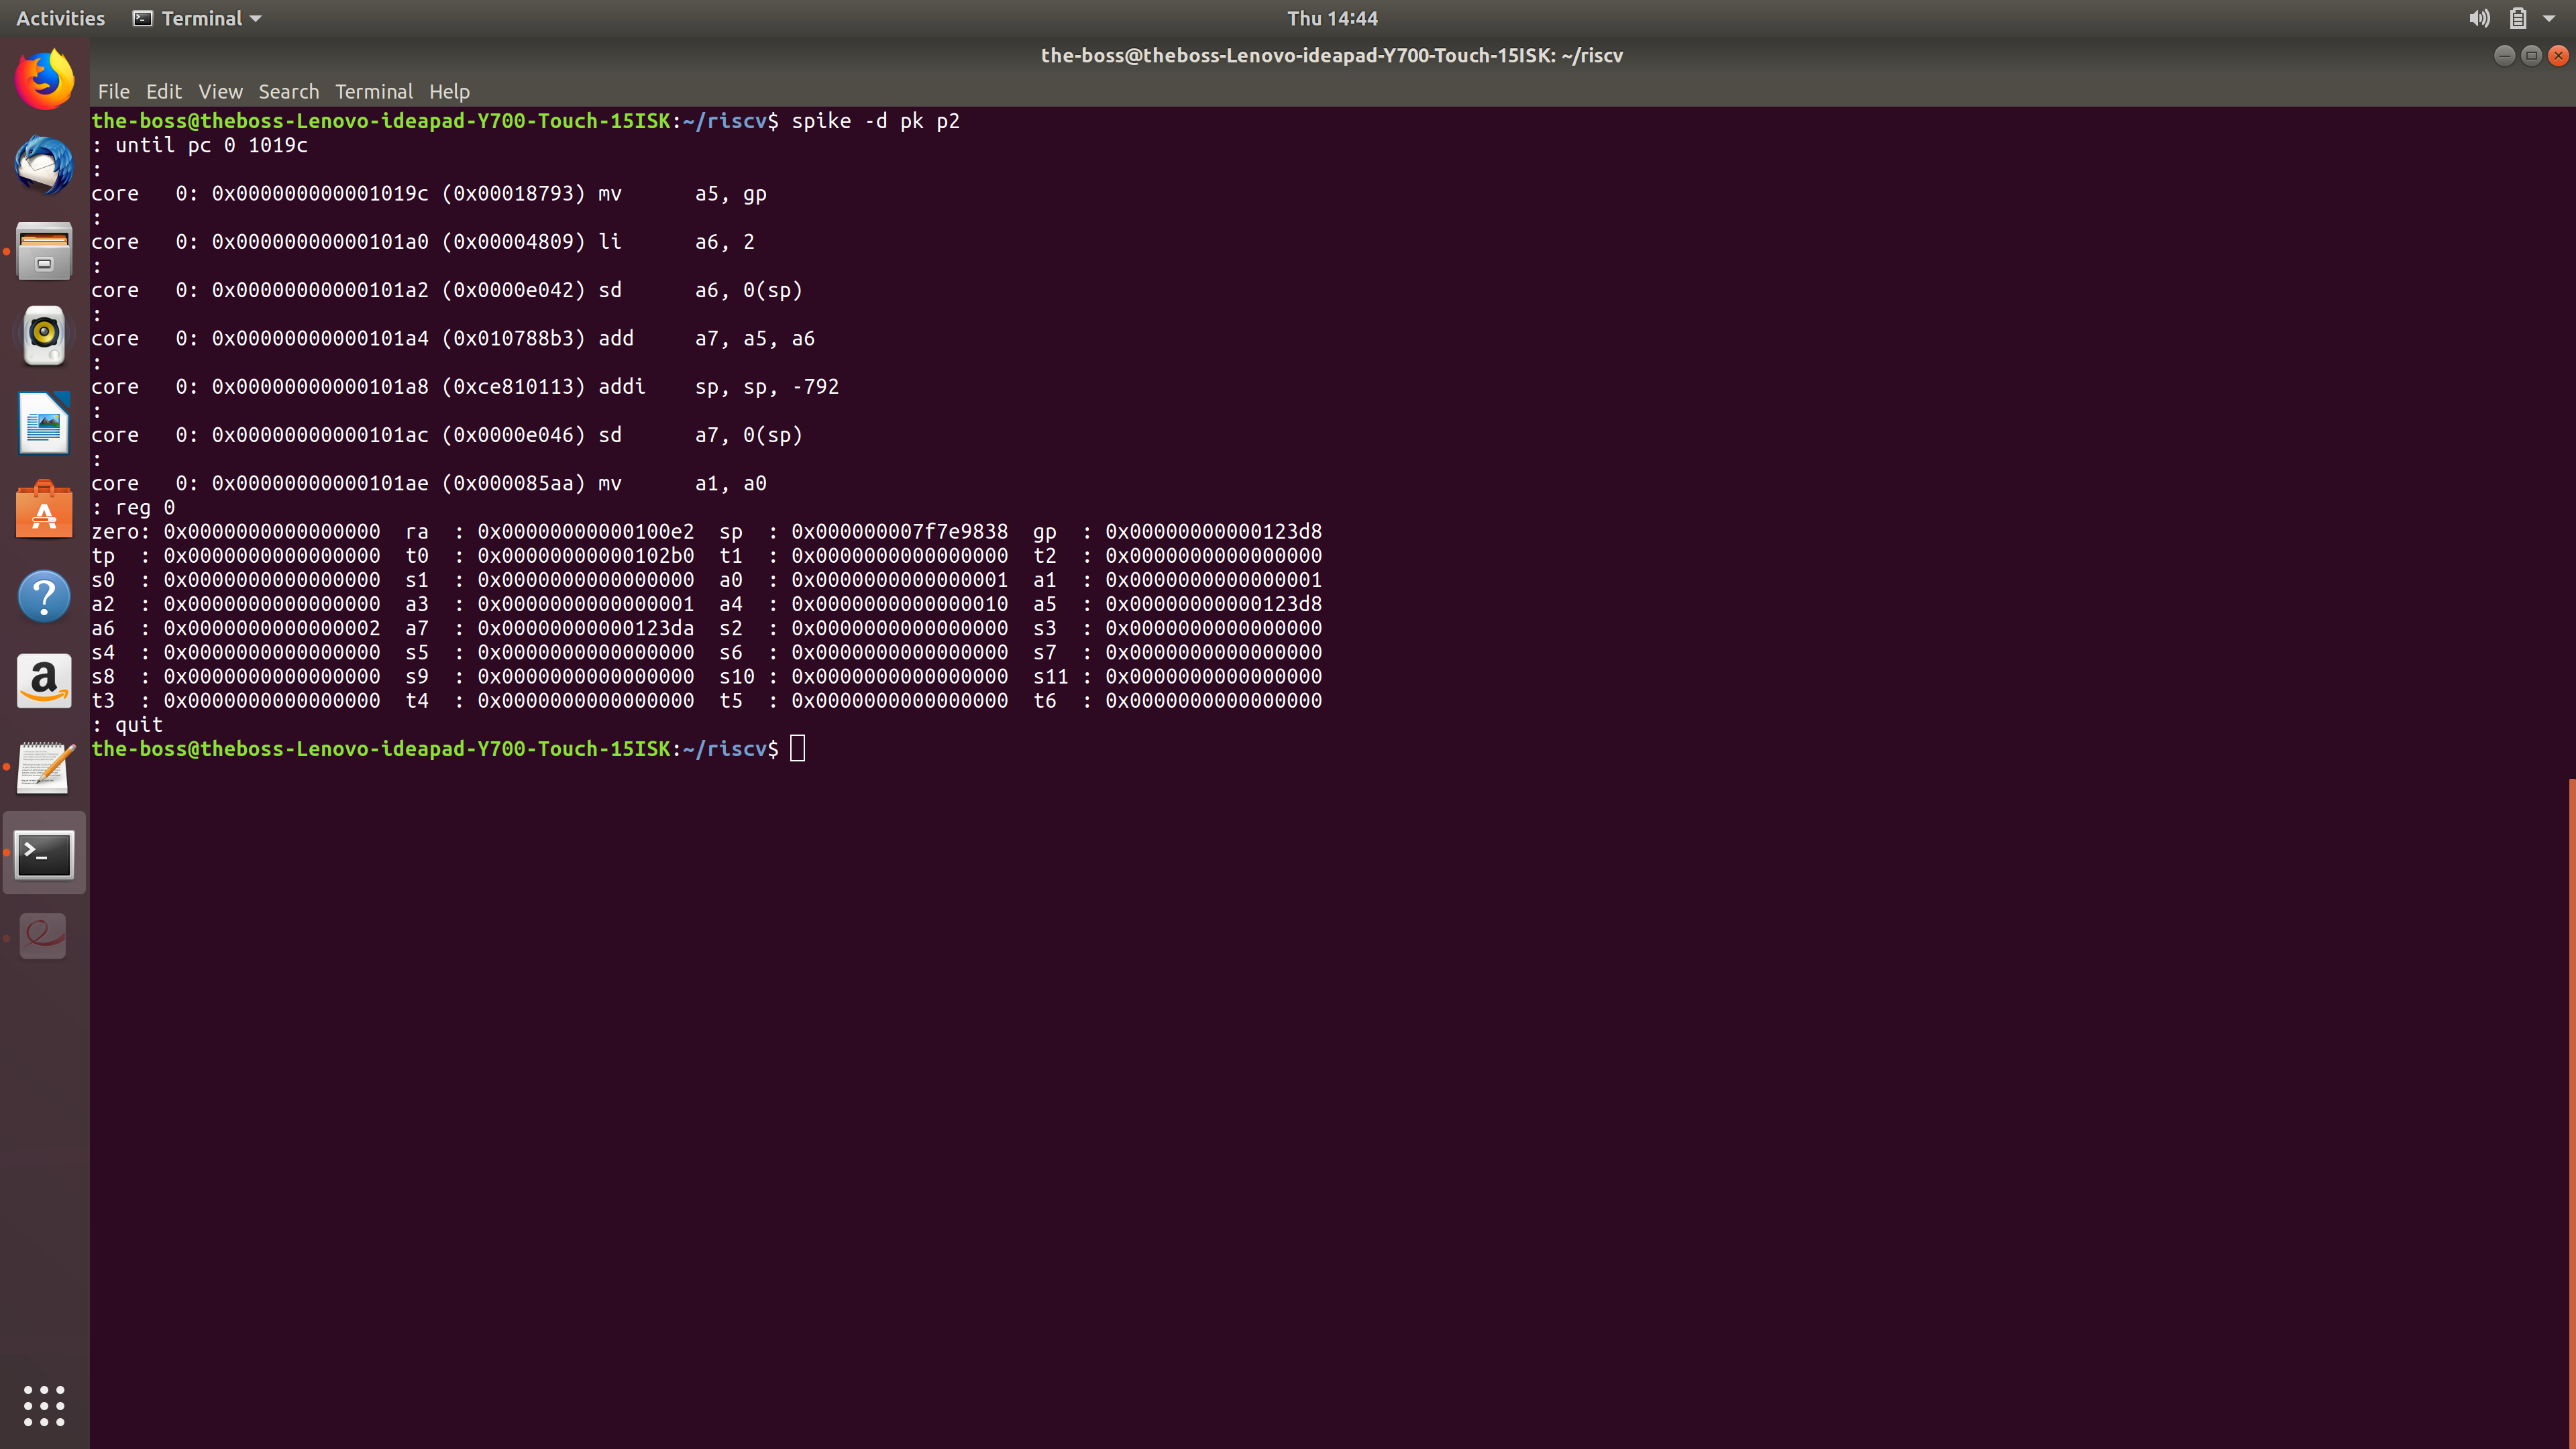 Activities Terminal Thu 14:44
the-boss@theboss-Lenovo-ideapad-Y700-Touch-15ISK: ~/riscv
File Edit View Search Terminal Help
the-boss@theboss-Lenovo-ideapad-Y700-Touch-15ISK:~/riscv$ spike -d pk p2
: until pc 0 1019c
:
core   0: 0x000000000001019c (0x00018793) mv      a5, gp
:
core   0: 0x00000000000101a0 (0x00004809) li      a6, 2
:
core   0: 0x00000000000101a2 (0x0000e042) sd      a6, 0(sp)
:
core   0: 0x00000000000101a4 (0x010788b3) add     a7, a5, a6
:
core   0: 0x00000000000101a8 (0xce810113) addi    sp, sp, -792
:
core   0: 0x00000000000101ac (0x0000e046) sd      a7, 0(sp)
:
core   0: 0x00000000000101ae (0x000085aa) mv      a1, a0
: reg 0
zero: 0x0000000000000000  ra  : 0x00000000000100e2  sp  : 0x000000007f7e9838  gp  : 0x00000000000123d8
tp  : 0x0000000000000000  t0  : 0x00000000000102b0  t1  : 0x0000000000000000  t2  : 0x0000000000000000
s0  : 0x0000000000000000  s1  : 0x0000000000000000  a0  : 0x0000000000000001  a1  : 0x0000000000000001
a2  : 0x0000000000000000  a3  : 0x0000000000000001  a4  : 0x0000000000000010  a5  : 0x00000000000123d8
a6  : 0x0000000000000002  a7  : 0x00000000000123da  s2  : 0x0000000000000000  s3  : 0x0000000000000000
s4  : 0x0000000000000000  s5  : 0x0000000000000000  s6  : 0x0000000000000000  s7  : 0x0000000000000000
s8  : 0x0000000000000000  s9  : 0x0000000000000000  s10 : 0x0000000000000000  s11 : 0x0000000000000000
t3  : 0x0000000000000000  t4  : 0x0000000000000000  t5  : 0x0000000000000000  t6  : 0x0000000000000000
: quit
the-boss@theboss-Lenovo-ideapad-Y700-Touch-15ISK:~/riscv$